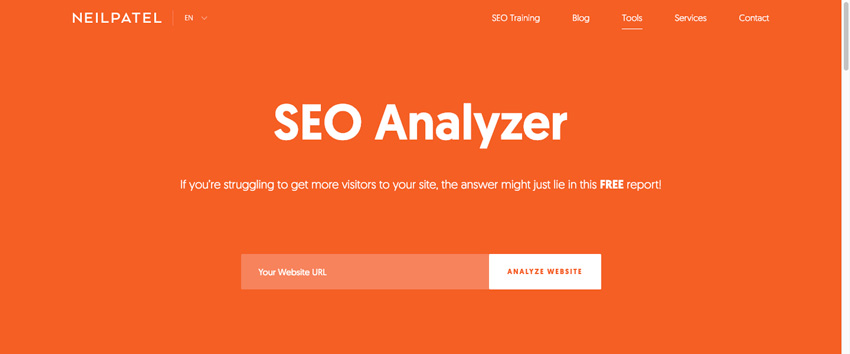 NEILPATEL EN SEO Training Blog Tools Services Contact
SEO Analyzer
If you're struggling to get more visitors to your site, the answer might just lie in this FREE report!
Your Website URL ANALYZE WEBSITE